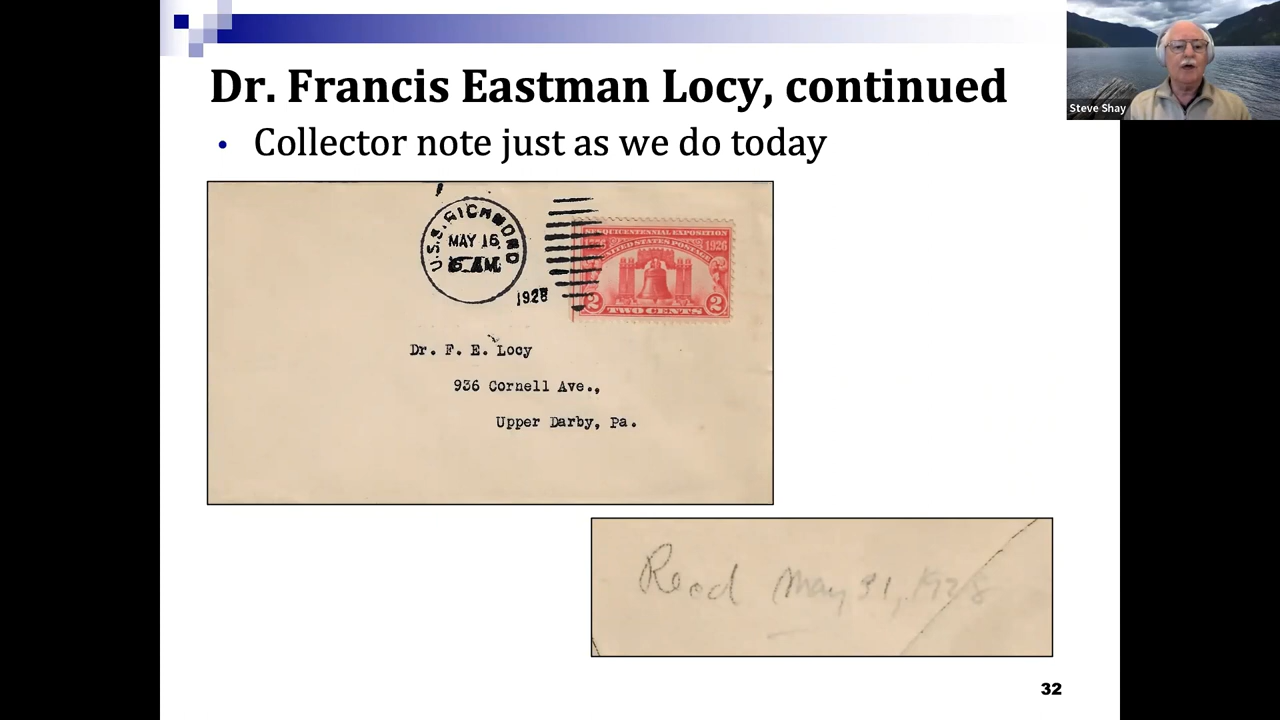 Dr. Francis Eastman Locy, continued
Steve Shay
• Collector note just as we do today
U.S.S. RICHMOND
MAY 16
6 AM
1928
SESQUICENTENNIAL EXPOSITION
1926
UNITED STATES POSTAGE
2 2
TWO CENTS
Dr. F. E. Locy
936 Cornell Ave.,
Upper Darby, Pa.
Recd May 31, 1928
32